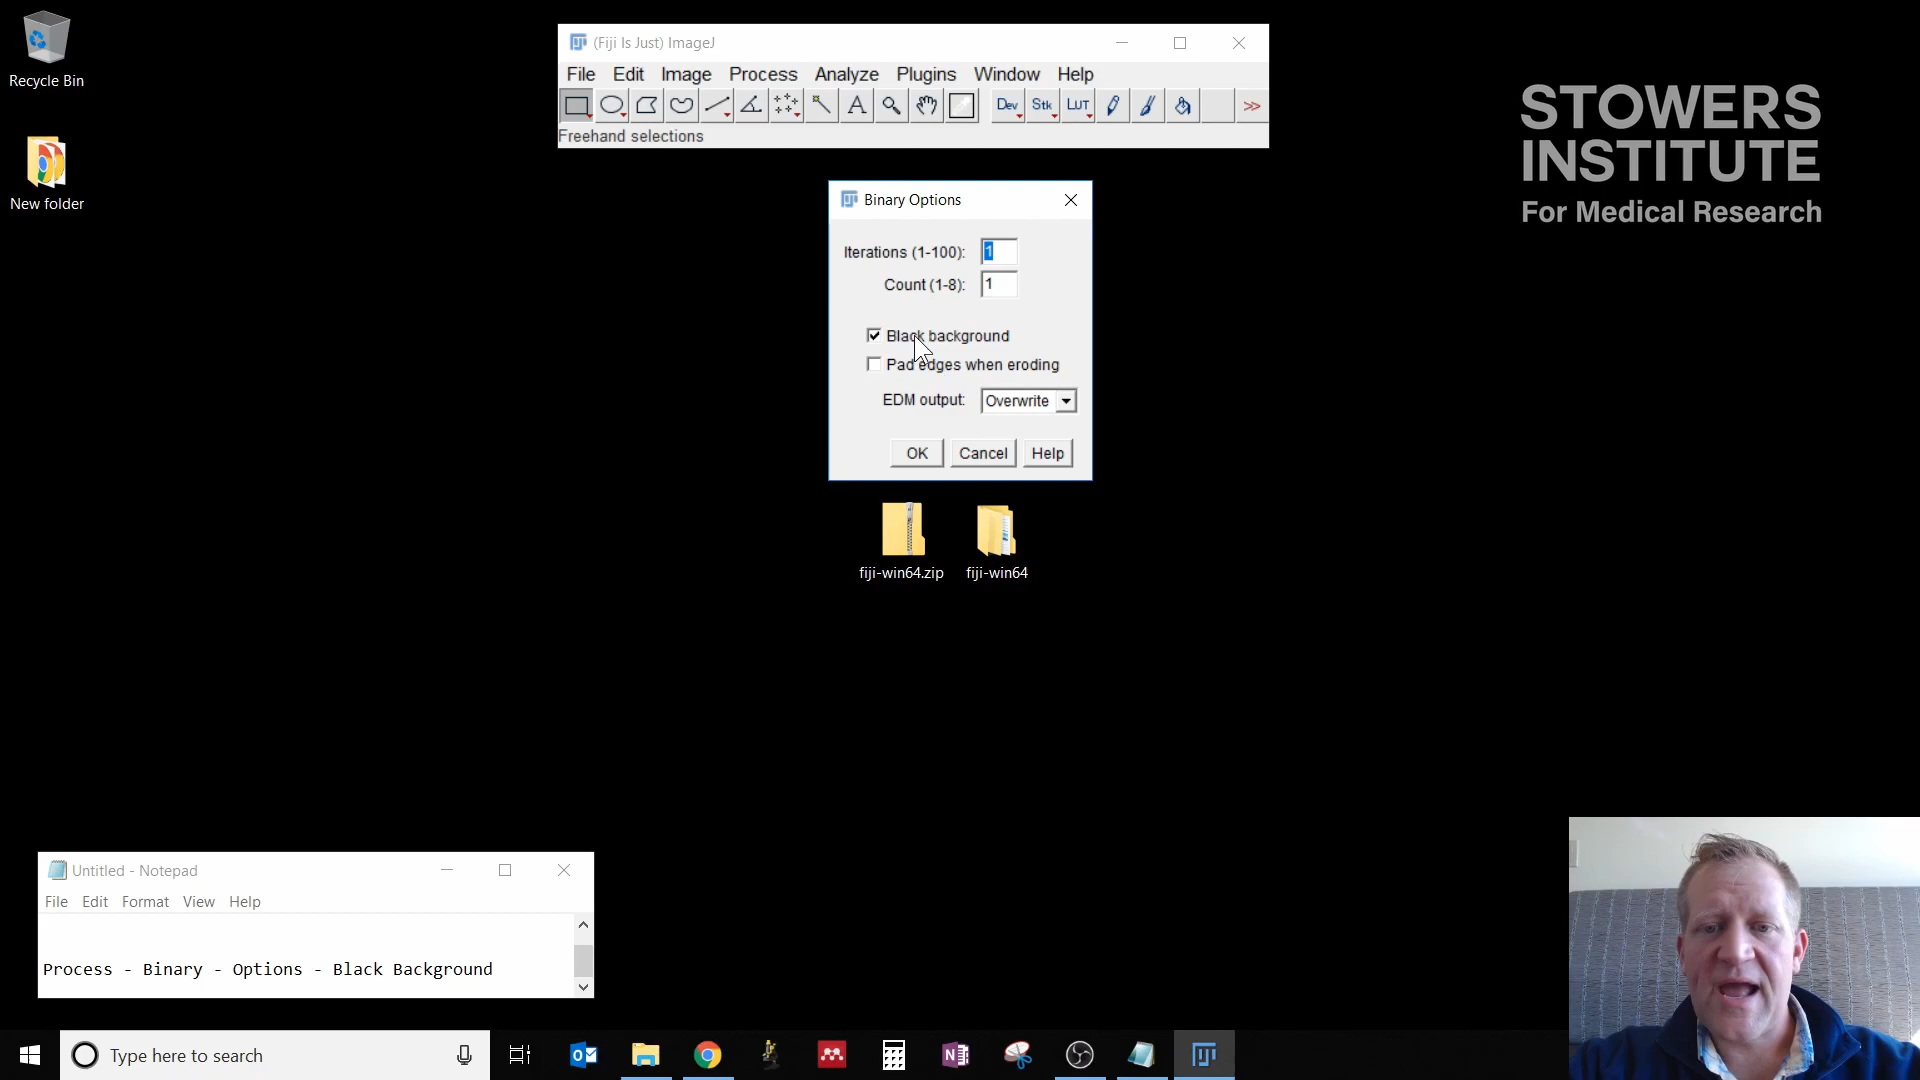 Recycle Bin
New folder
(Fiji Is Just) ImageJ
File Edit Image Process Analyze Plugins Window Help
Dev Stk LUT >>
Freehand selections
STOWERS
INSTITUTE
For Medical Research
Binary Options
Iterations (1-100): 1
Count (1-8): 1
Black background
Pad edges when eroding
EDM output: Overwrite
OK Cancel Help
fiji-win64.zip fiji-win64
Untitled - Notepad
File Edit Format View Help
Process - Binary - Options - Black Background
Type here to search